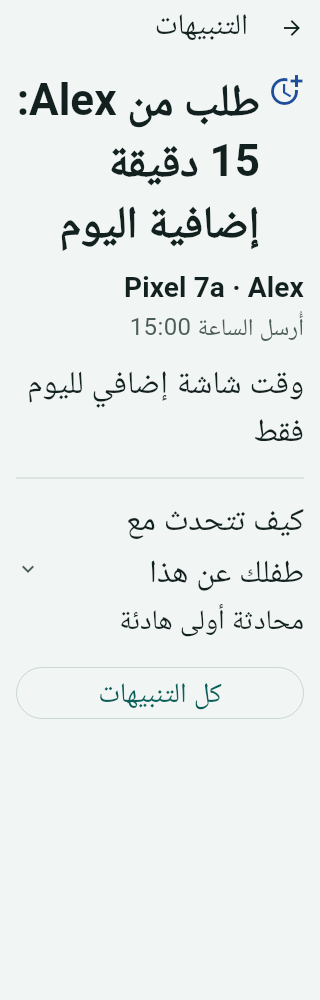 التنبيهات
طلب من Alex:
15 دقيقة
إضافية اليوم
Pixel 7a · Alex
أُرسل الساعة 15:00
وقت شاشة إضافي لليوم
فقط
كيف تتحدث مع
طفلك عن هذا
محادثة أولى هادئة
كل التنبيهات